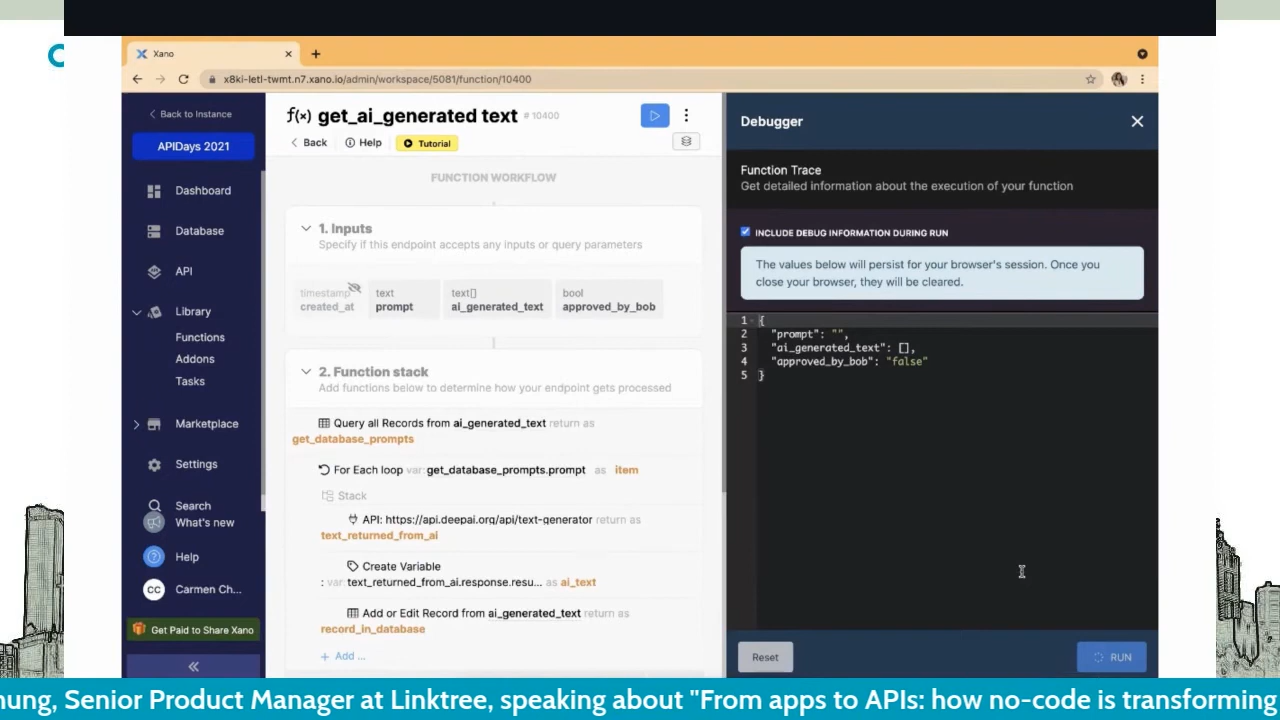 Xano
x8ki-letl-twmt.n7.xano.io/admin/workspace/5081/function/10400
Back to Instance
APIDays 2021
Dashboard
Database
API
Library
Functions
Addons
Tasks
Marketplace
Settings
Search
What's new
Help
CC Carmen Ch...
Get Paid to Share Xano
f(x) get_ai_generated text # 10400
Back Help Tutorial
FUNCTION WORKFLOW
1. Inputs
Specify if this endpoint accepts any inputs or query parameters
timestamp text text[] bool
created_at prompt ai_generated_text approved_by_bob
2. Function stack
Add functions below to determine how your endpoint gets processed
Query all Records from ai_generated_text return as
get_database_prompts
For Each loop var: get_database_prompts.prompt as item
Stack
API: https://api.deepai.org/api/text-generator return as
text_returned_from_ai
Create Variable
: var: text_returned_from_ai.response.resu... as ai_text
Add or Edit Record from ai_generated_text return as
record_in_database
+ Add ...
Debugger
Function Trace
Get detailed information about the execution of your function
INCLUDE DEBUG INFORMATION DURING RUN
The values below will persist for your browser's session. Once you
close your browser, they will be cleared.
1 {
2 "prompt": "",
3 "ai_generated_text": [],
4 "approved_by_bob": "false"
5 }
Reset RUN
nung, Senior Product Manager at Linktree, speaking about "From apps to APIs: how no-code is transforming